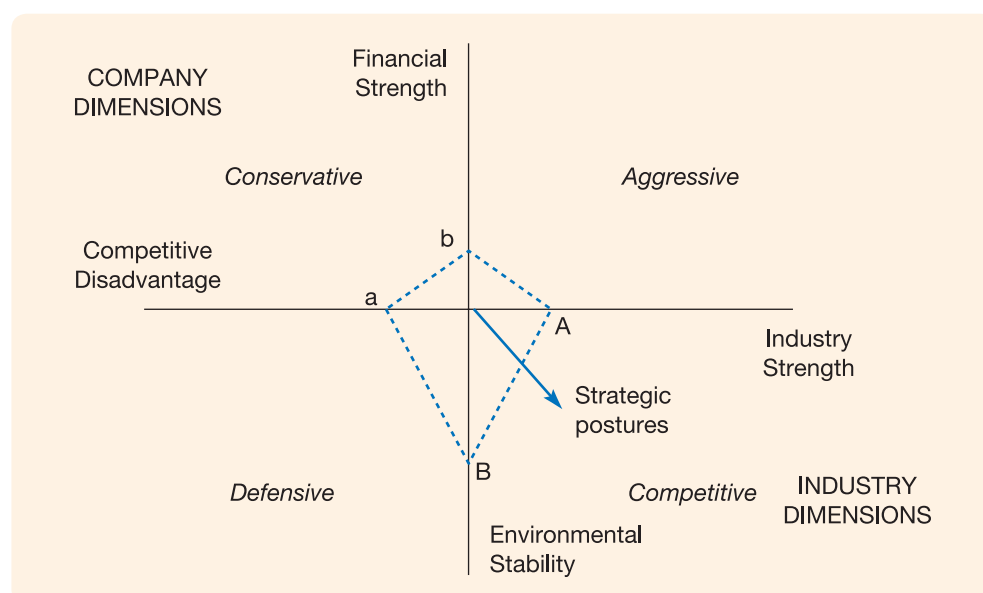 Financial
Strength
COMPANY
DIMENSIONS
Conservative
Aggressive
b
Competitive
Disadvantage
a
A
Industry
Strength
Strategic
postures
B
Defensive
Competitive
INDUSTRY
DIMENSIONS
Environmental
Stability